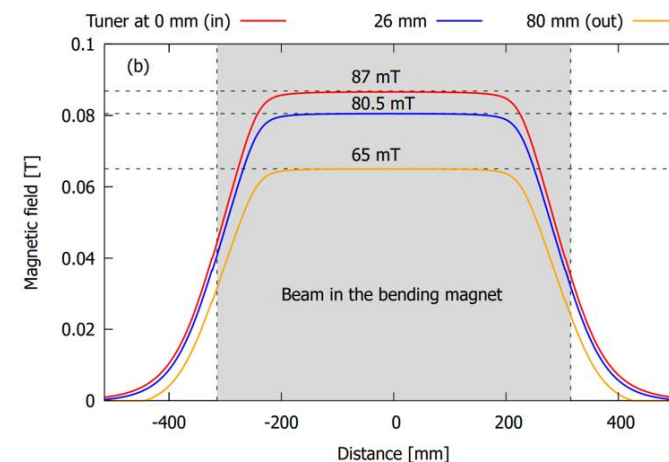 Tuner at 0 mm (in) 26 mm 80 mm (out)
0.1
(b)
87 mT
0.08
80.5 mT
65 mT
0.06
Magnetic field [T]
0.04
Beam in the bending magnet
0.02
0
-400 -200 0 200 400
Distance [mm]